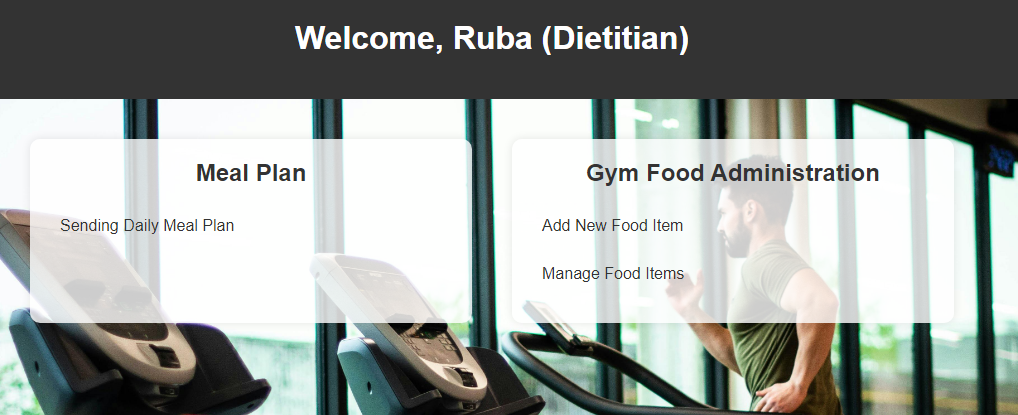 Welcome, Ruba (Dietitian)
Meal Plan
Sending Daily Meal Plan
Gym Food Administration
Add New Food Item
Manage Food Items